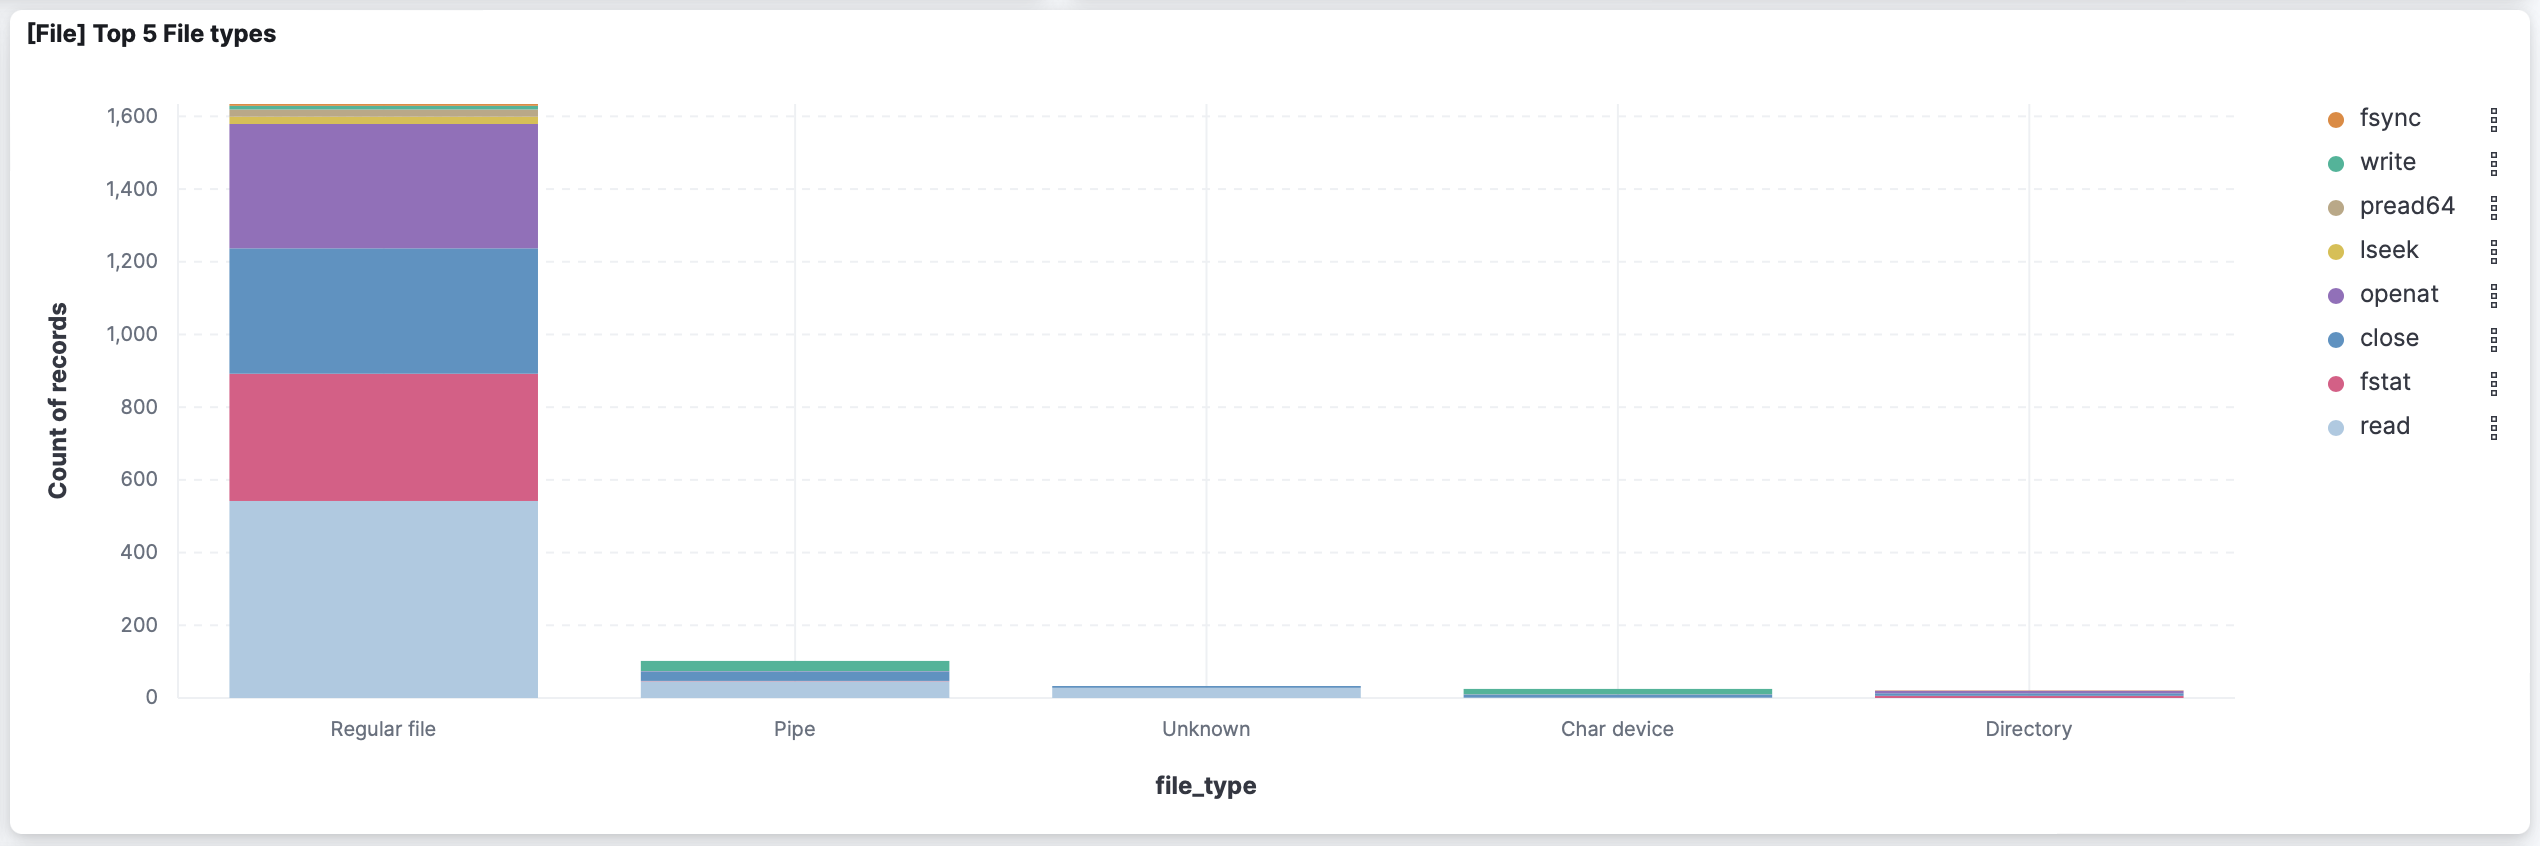 [File] Top 5 File types
Count of records
1,600
1,400
1,200
1,000
800
600
400
200
0
Regular file
Pipe
Unknown
Char device
Directory
file_type
fsync
write
pread64
lseek
openat
close
fstat
read